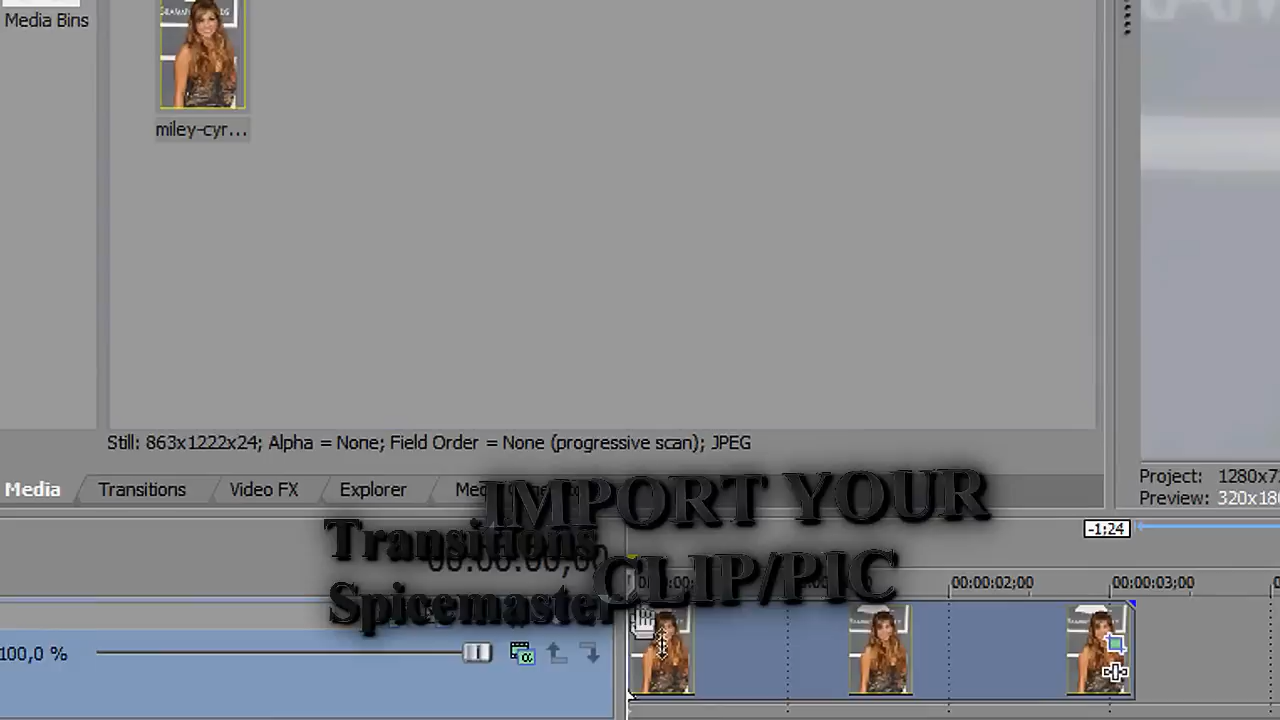 Media Bins
miley-cyr...
Still: 863x1222x24; Alpha = None; Field Order = None (progressive scan); JPEG
Media
Transitions
Video FX
Explorer
IMPORT YOUR
CLIP/PIC
Transitions
Spicemaster
Project: 1280x7
Preview: 320x180
-1;24
00:00:02;00
00:00:03;00
100,0 %